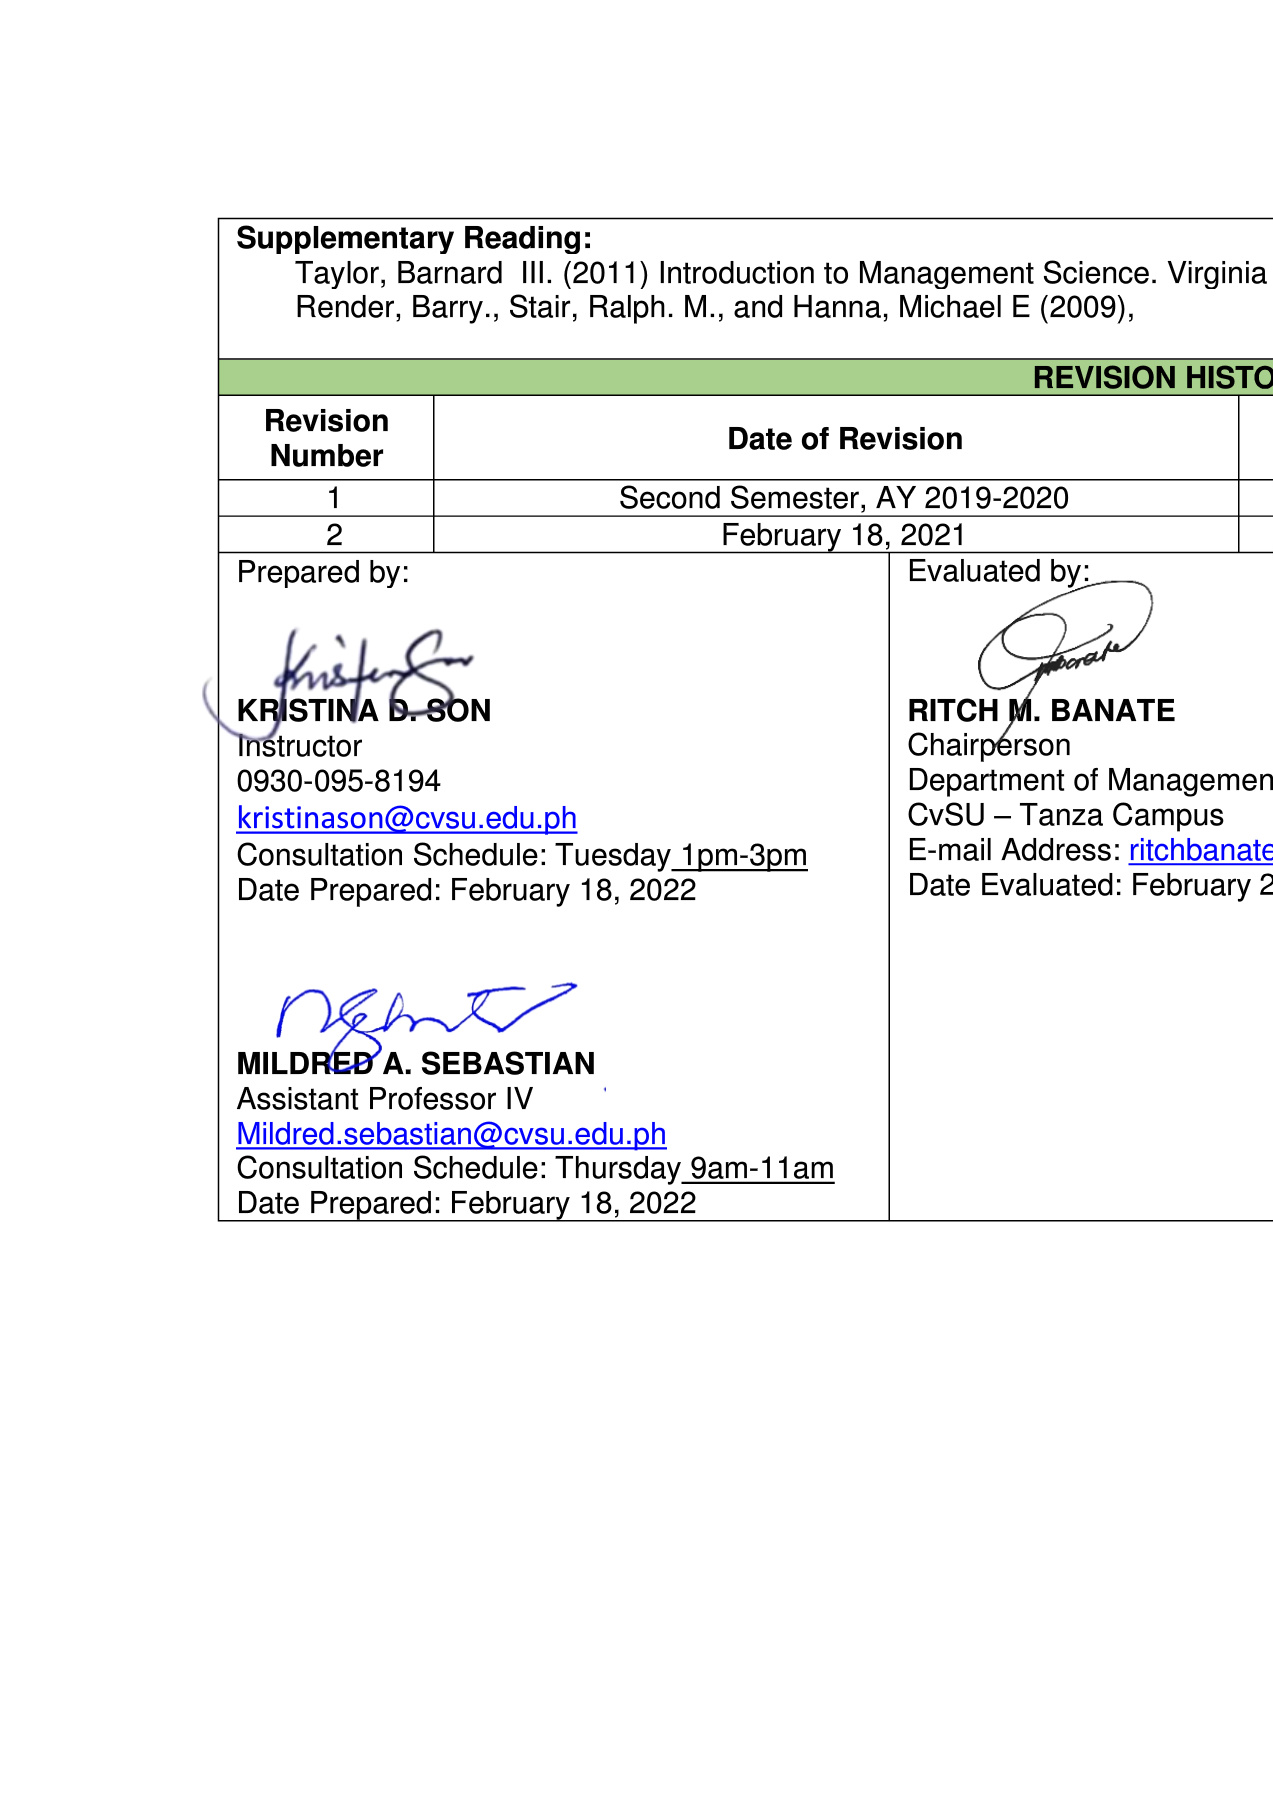 Supplementary Reading:
Taylor, Barnard  III. (2011) Introduction to Management Science. Virginia
Render, Barry., Stair, Ralph. M., and Hanna, Michael E (2009),
REVISION HISTO
Revision Number
Date of Revision
1
Second Semester, AY 2019-2020
2
February 18, 2021
Prepared by:
KRISTINA D. SON
Instructor
0930-095-8194
kristinason@cvsu.edu.ph
Consultation Schedule: Tuesday 1pm-3pm
Date Prepared: February 18, 2022
MILDRED A. SEBASTIAN
Assistant Professor IV
Mildred.sebastian@cvsu.edu.ph
Consultation Schedule: Thursday 9am-11am
Date Prepared: February 18, 2022
Evaluated by:
RITCH M. BANATE
Chairperson
Department of Managemen
CvSU – Tanza Campus
E-mail Address: ritchbanate
Date Evaluated: February 2